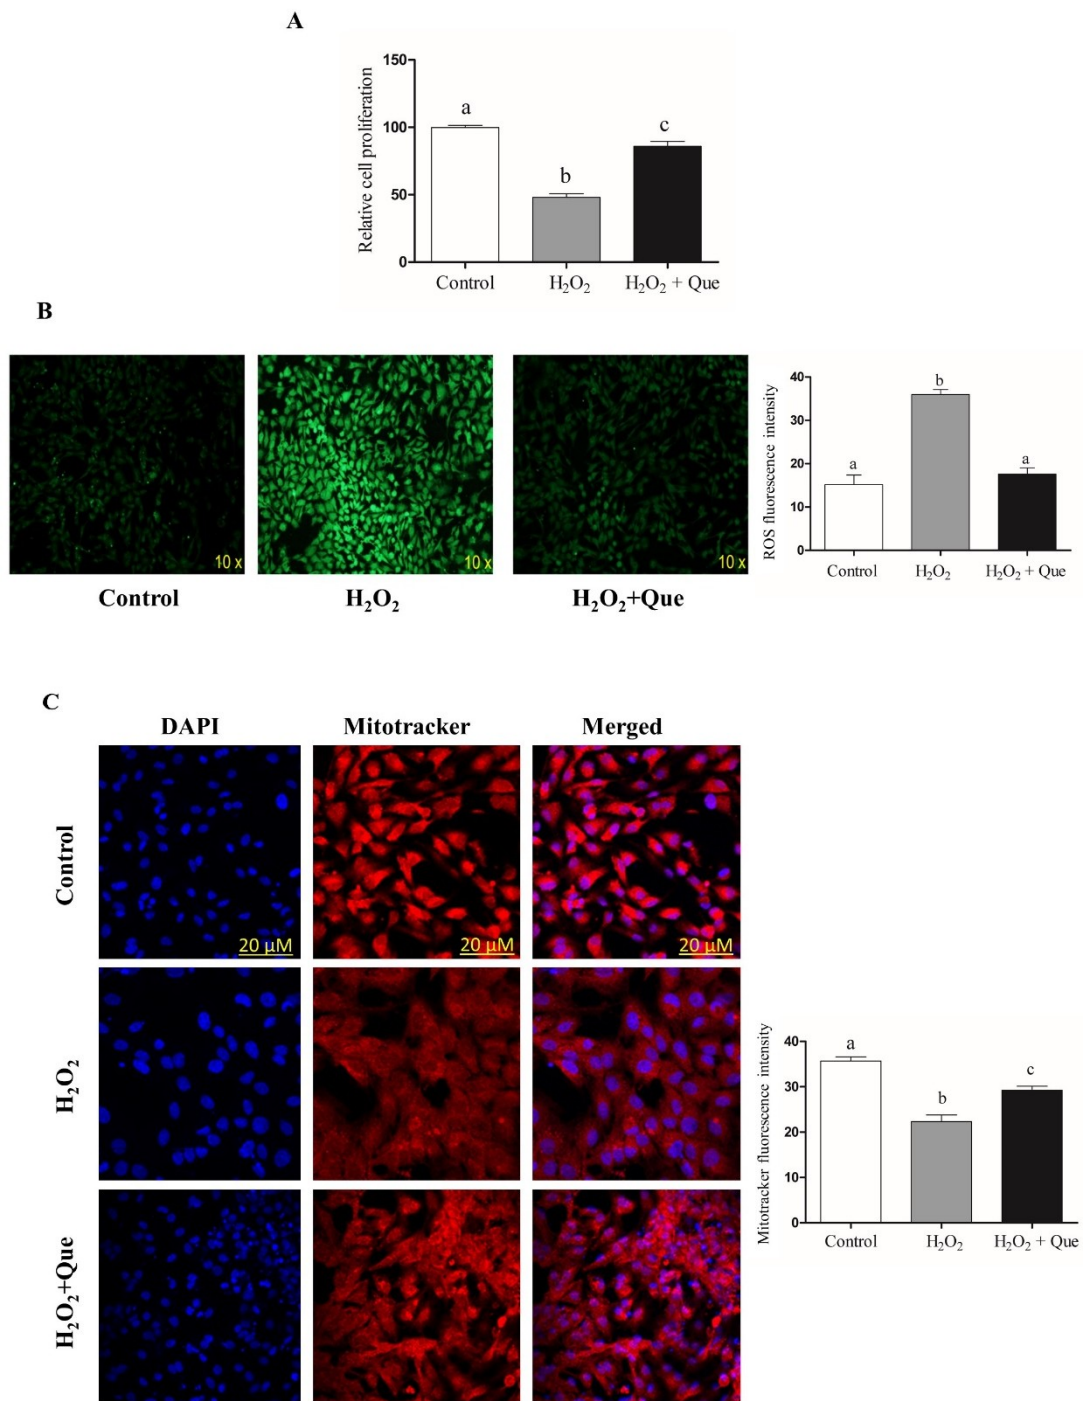 A
Relative cell proliferation
150
100
50
0
a
b
c
Control
H₂O₂
H₂O₂ + Que
B
10 x
10 x
10 x
Control
H₂O₂
H₂O₂+Que
ROS fluorescence intensity
40
30
20
10
0
a
b
a
Control
H₂O₂
H₂O₂ + Que
C
DAPI
Mitotracker
Merged
Control
20 µM
20 µM
20 µM
H₂O₂
H₂O₂+Que
Mitotracker fluorescence intensity
40
30
20
10
0
a
b
c
Control
H₂O₂
H₂O₂ + Que